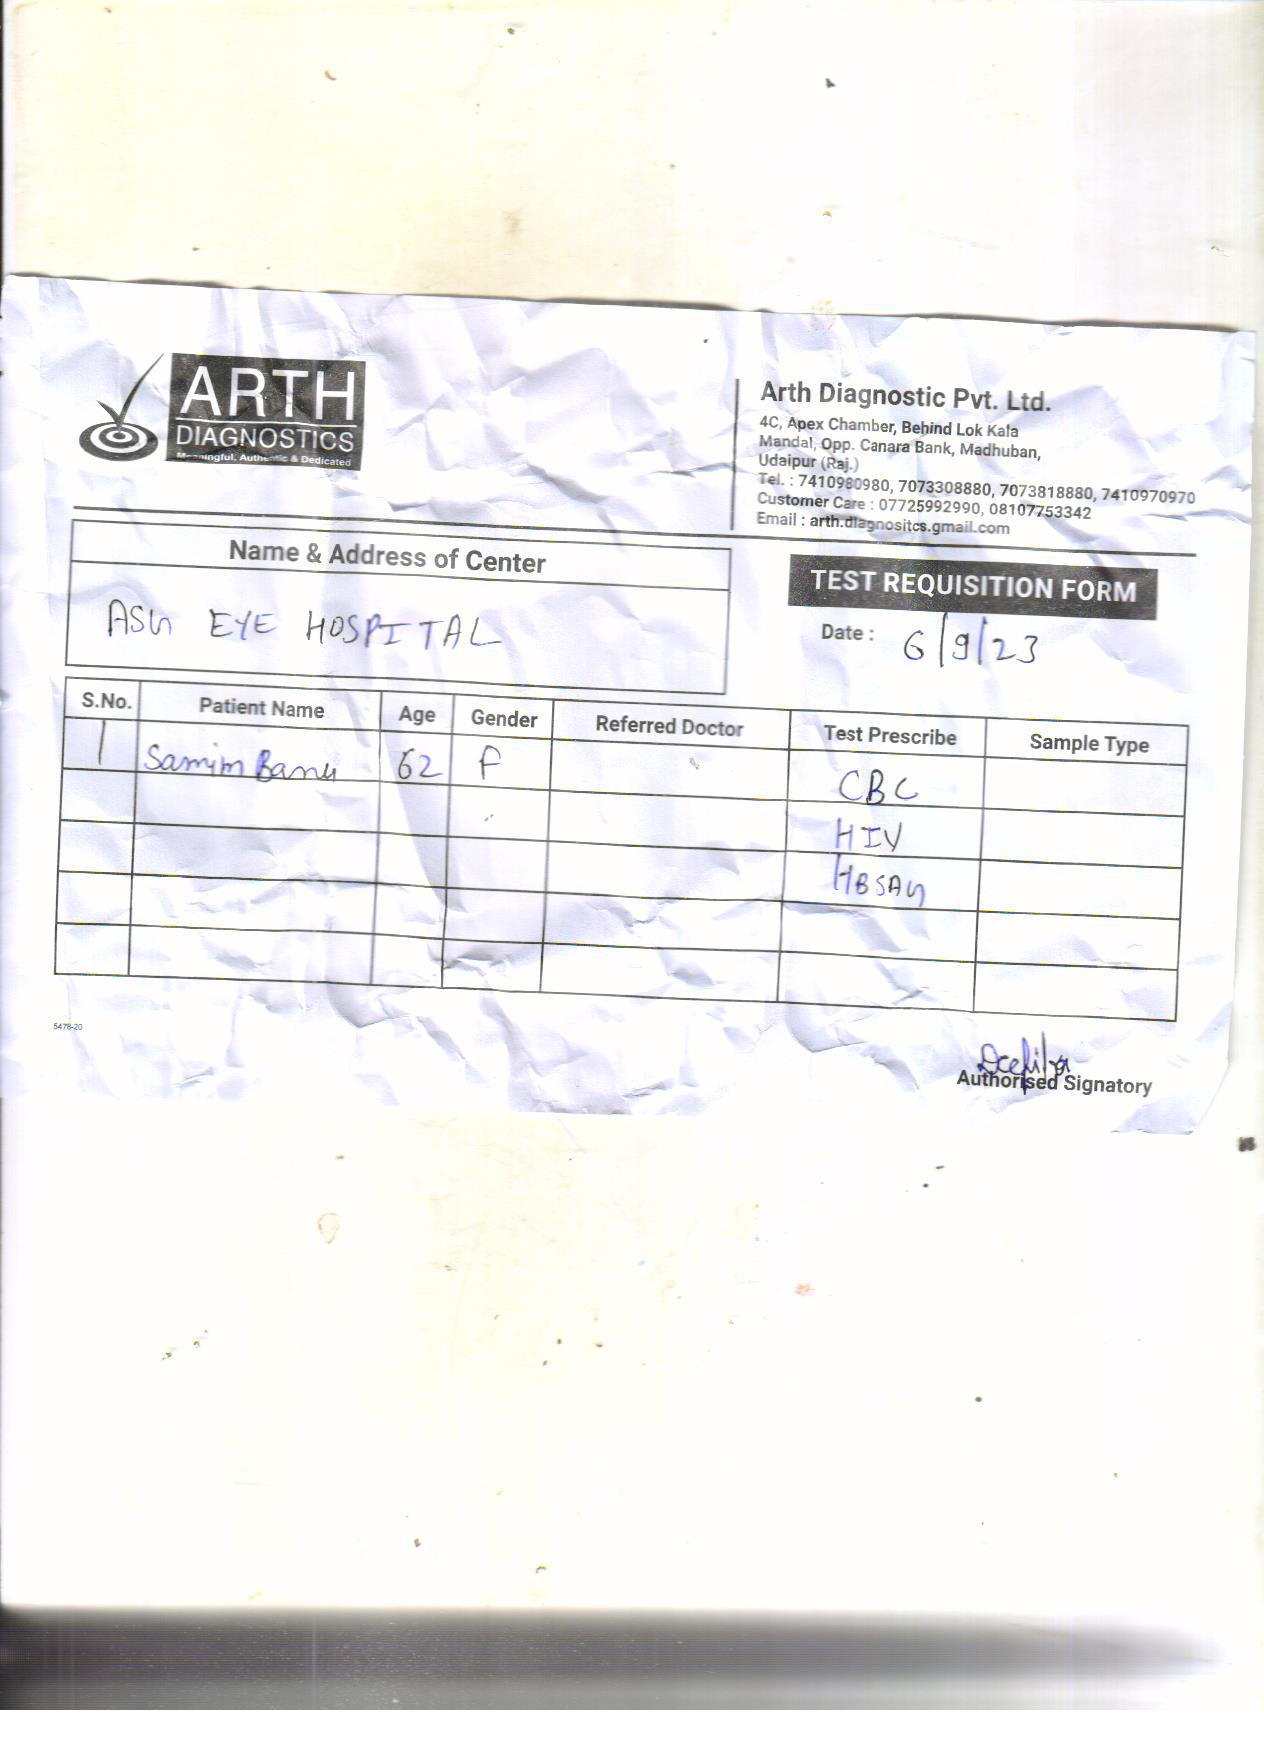 ARTH
DIAGNOSTICS
Meaningful. Authentic & Dedicated
Arth Diagnostic Pvt. Ltd.
4C, Apex Chamber, Behind Lok Kala
Mandal, Opp. Canara Bank, Madhuban,
Udaipur (Raj.)
Tel. : 7410980980, 7073308880, 7073818880, 7410970970
Customer Care : 07725992990, 08107753342
Email : arth.diagnositcs.gmail.com
Name & Address of Center
ASG EYE HOSPITAL
TEST REQUISITION FORM
Date : 6/9/23
S.No. Patient Name Age Gender Referred Doctor Test Prescribe Sample Type
1 Samim Banu 62 F CBC
HIV
HBSAG
5478-20
Authorised Signatory